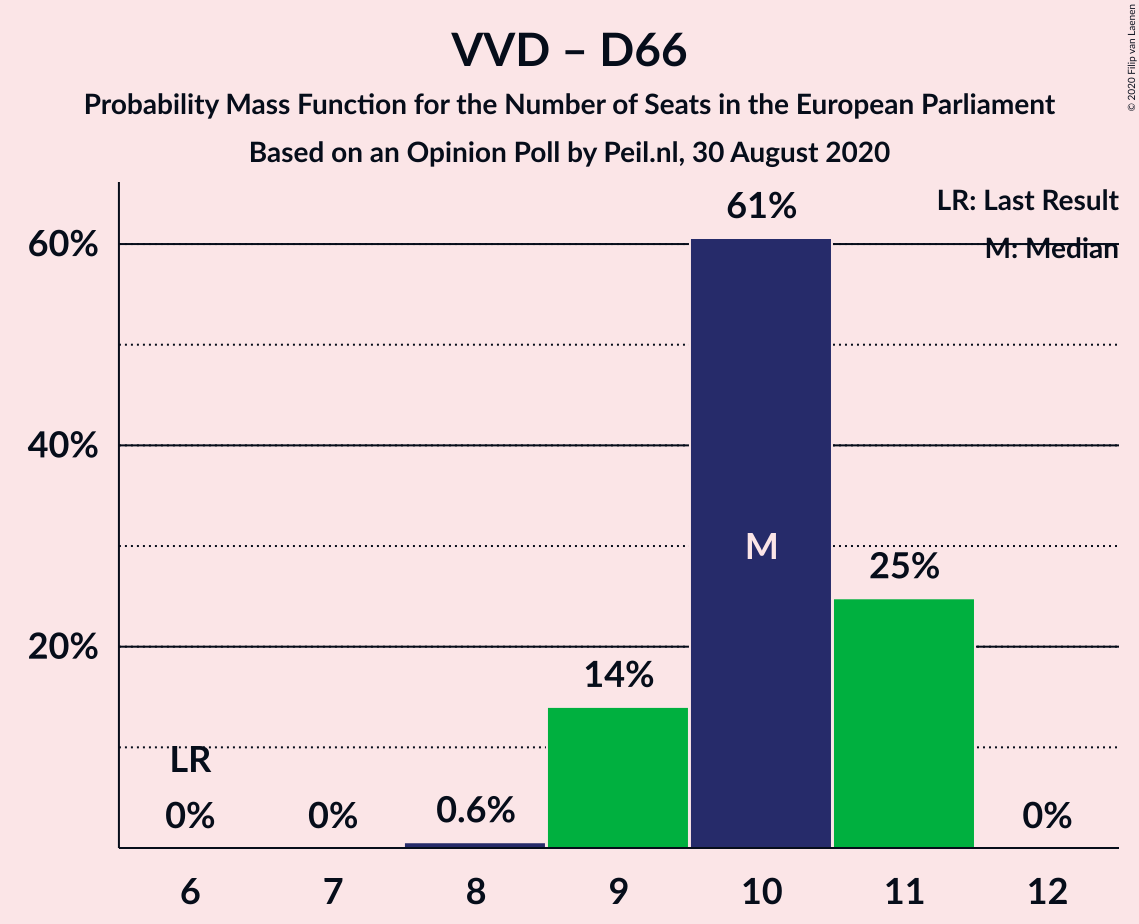 VVD – D66
Probability Mass Function for the Number of Seats in the European Parliament
Based on an Opinion Poll by Peil.nl, 30 August 2020
© 2020 Filip van Laenen
LR: Last Result
M: Median
61%
60%
40%
M
25%
20%
14%
LR
0%
0%
0.6%
0%
6 7 8 9 10 11 12